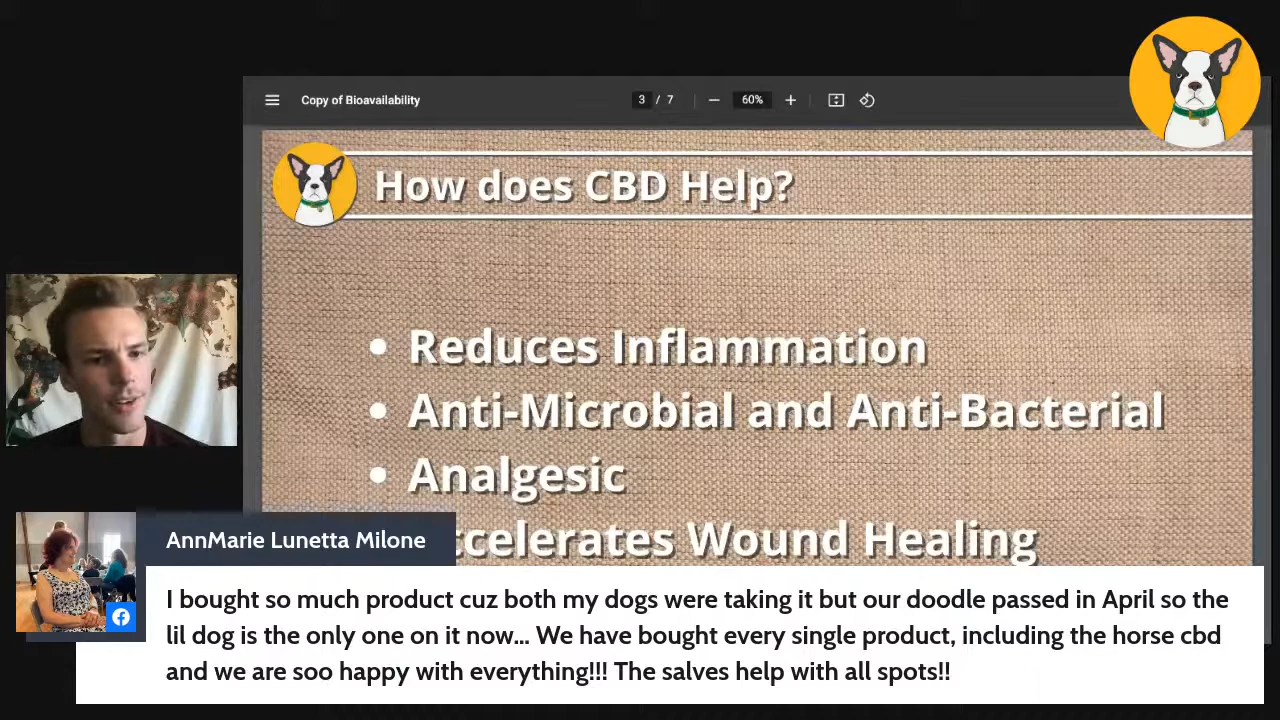 Copy of Bioavailability
3 / 7
60%
How does CBD Help?
• Reduces Inflammation
• Anti-Microbial and Anti-Bacterial
• Analgesic
ccelerates Wound Healing
AnnMarie Lunetta Milone
I bought so much product cuz both my dogs were taking it but our doodle passed in April so the
lil dog is the only one on it now... We have bought every single product, including the horse cbd
and we are soo happy with everything!!! The salves help with all spots!!